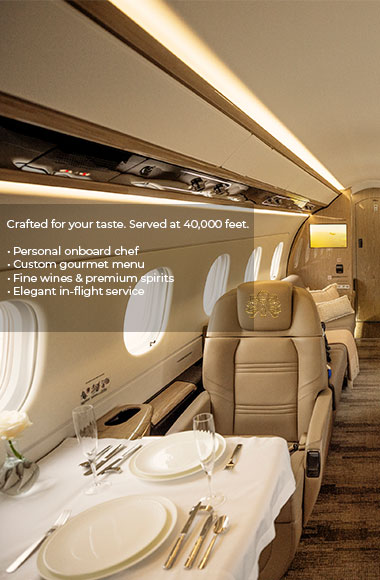 Crafted for your taste. Served at 40,000 feet.
• Personal onboard chef
• Custom gourmet menu
• Fine wines & premium spirits
• Elegant in-flight service